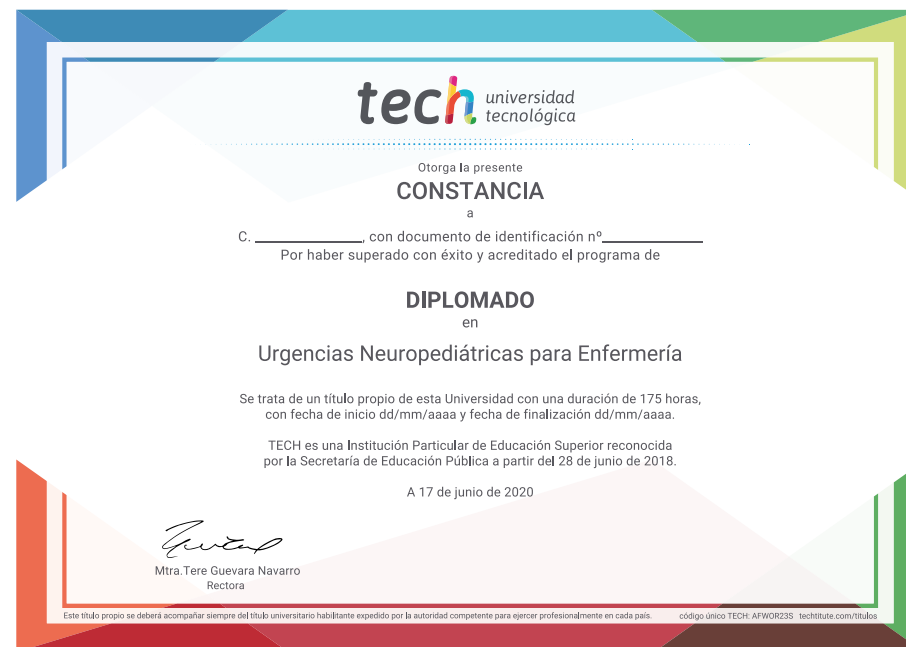 tech universidad
tecnológica
Otorga la presente
CONSTANCIA
a
C. ____________, con documento de identificación nº____________
Por haber superado con éxito y acreditado el programa de
DIPLOMADO
en
Urgencias Neuropediátricas para Enfermería
Se trata de un título propio de esta Universidad con una duración de 175 horas,
con fecha de inicio dd/mm/aaaa y fecha de finalización dd/mm/aaaa.
TECH es una Institución Particular de Educación Superior reconocida
por la Secretaría de Educación Pública a partir del 28 de junio de 2018.
A 17 de junio de 2020
Mtra.Tere Guevara Navarro
Rectora
Este título propio se deberá acompañar siempre del título universitario habilitante expedido por la autoridad competente para ejercer profesionalmente en cada país. código único TECH: AFWOR23S techtitute.com/titulos